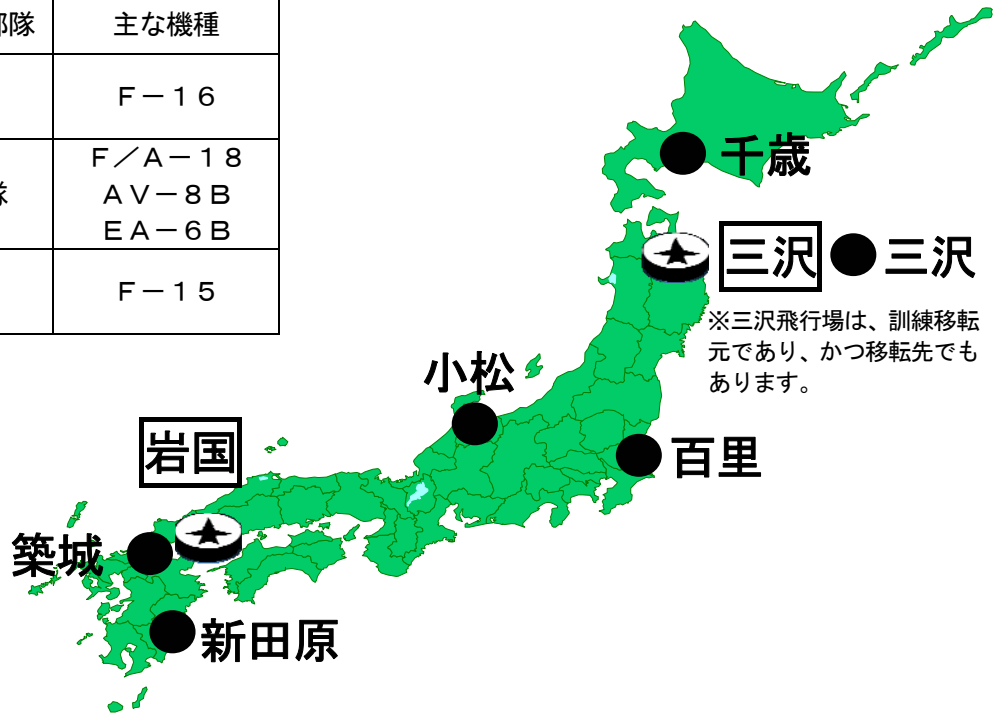 部隊 主な機種
F－16
F／A－18
隊 AV－8B
EA－6B
F－15
千歳
三沢 三沢
※三沢飛行場は、訓練移転
元であり、かつ移転先でも
あります。
小松
岩国
百里
築城
新田原